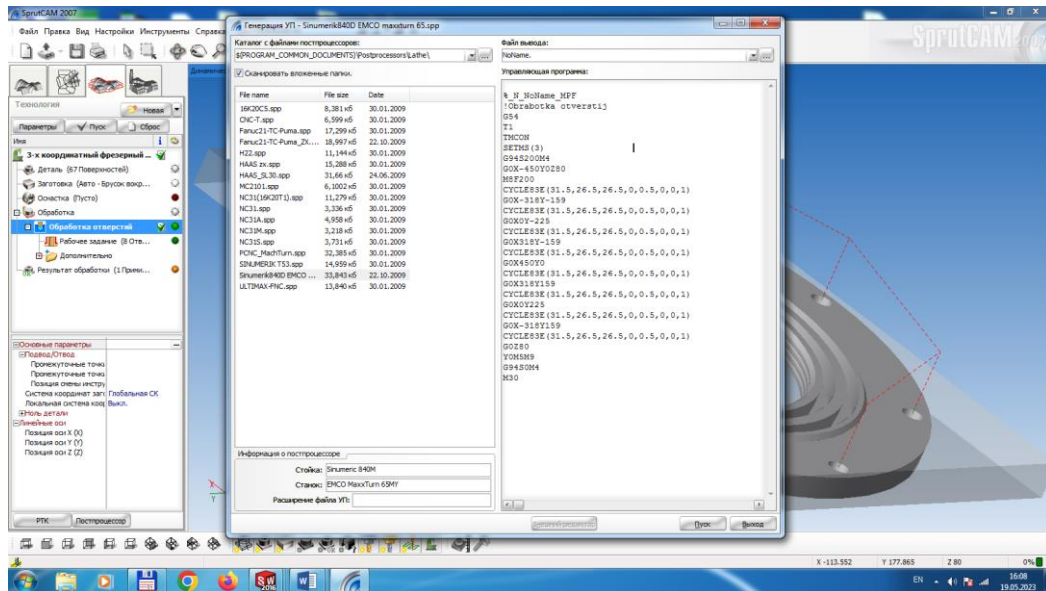 SprutCAM 2007
Файл Правка Вид Настройки Инструменты Справка
SprutCAM 2007
Технология
Новая
Параметры Пуск Сброс
Имя
3-х координатный фрезерный ...
Деталь (67 Поверхностей)
Заготовка (Авто - Брусок вокр...
Оснастка (Пусто)
Обработка
Обработка отверстий
Рабочее задание (8 Отв...
Дополнительно
Результат обработки (1 Прими...
Основные параметры
Подвод/Отвод
Промежуточные точки
Промежуточные точки
Позиция смены инстру
Система координат заг: Глобальная СК
Локальная система коор Выкл.
Ноль детали
Линейные оси
Позиция оси X (X)
Позиция оси Y (Y)
Позиция оси Z (Z)
РТК Постпроцессор
Генерация УП - Sinumerik840D EMCO maxxturn 65.spp
Каталог с файлами постпроцессоров:
$(PROGRAM_COMMON_DOCUMENTS)\Postprocessors\Lathe\
Сканировать вложенные папки.
File name File size Date
16K20C5.spp 8,381 кб 30.01.2009
CNC-T.spp 6,599 кб 30.01.2009
Fanuc21-TC-Puma.spp 17,299 кб 30.01.2009
Fanuc21-TC-Puma_ZX.... 18,997 кб 22.10.2009
H22.spp 11,144 кб 30.01.2009
HAAS zx.spp 15,288 кб 30.01.2009
HAAS_SL30.spp 31,66 кб 24.06.2009
MC2101.spp 6,1002 кб 30.01.2009
NC31(16K20T1).spp 11,279 кб 30.01.2009
NC31.spp 3,336 кб 30.01.2009
NC31A.spp 4,958 кб 30.01.2009
NC31M.spp 3,218 кб 30.01.2009
NC31S.spp 3,731 кб 30.01.2009
PCNC_MachTurn.spp 32,385 кб 30.01.2009
SINUMERIK T53.spp 14,959 кб 30.01.2009
Sinumerik840D EMCO ... 33,843 кб 22.10.2009
ULTIMAX-FNC.spp 13,840 кб 30.01.2009
Информация о постпроцессоре
Стойка: Sinumeric 840M
Станок: EMCO MaxxTurn 65MY
Расширение файла УП:
Файл вывода:
NoName.
Управляющая программа:
%_N_NoName_MPF
!Obrabotka otverstij
G54
T1
TMCON
SETMS(3)
G94S200M4
G0X-450Y0Z80
M8F200
CYCLE83E(31.5,26.5,26.5,0,0.5,0,0,1)
G0X-318Y-159
CYCLE83E(31.5,26.5,26.5,0,0.5,0,0,1)
G0X0Y-225
CYCLE83E(31.5,26.5,26.5,0,0.5,0,0,1)
G0X318Y-159
CYCLE83E(31.5,26.5,26.5,0,0.5,0,0,1)
G0X450Y0
CYCLE83E(31.5,26.5,26.5,0,0.5,0,0,1)
G0X318Y159
CYCLE83E(31.5,26.5,26.5,0,0.5,0,0,1)
G0X0Y225
CYCLE83E(31.5,26.5,26.5,0,0.5,0,0,1)
G0X-318Y159
CYCLE83E(31.5,26.5,26.5,0,0.5,0,0,1)
G0Z80
Y0M5M9
G94S0M4
M30
Пуск Выход
X -113.552 Y 177.865 Z 80 0%
EN 16:08
19.05.2023